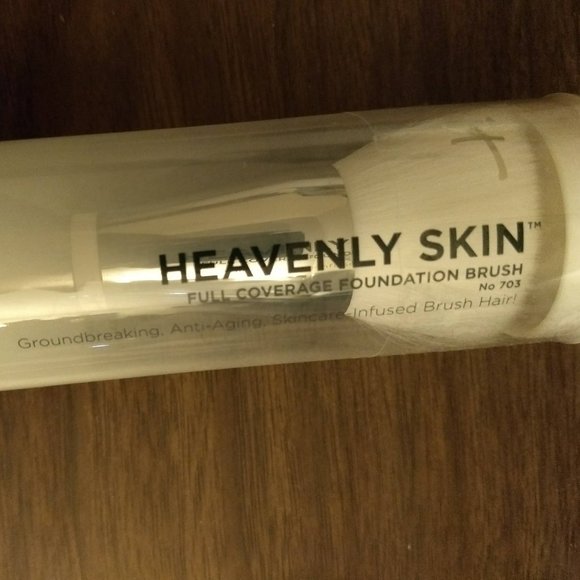 HEAVENLY SKIN™
FULL COVERAGE FOUNDATION BRUSH
No 703
Groundbreaking, Anti-Aging, Skincare-Infused Brush Hair!